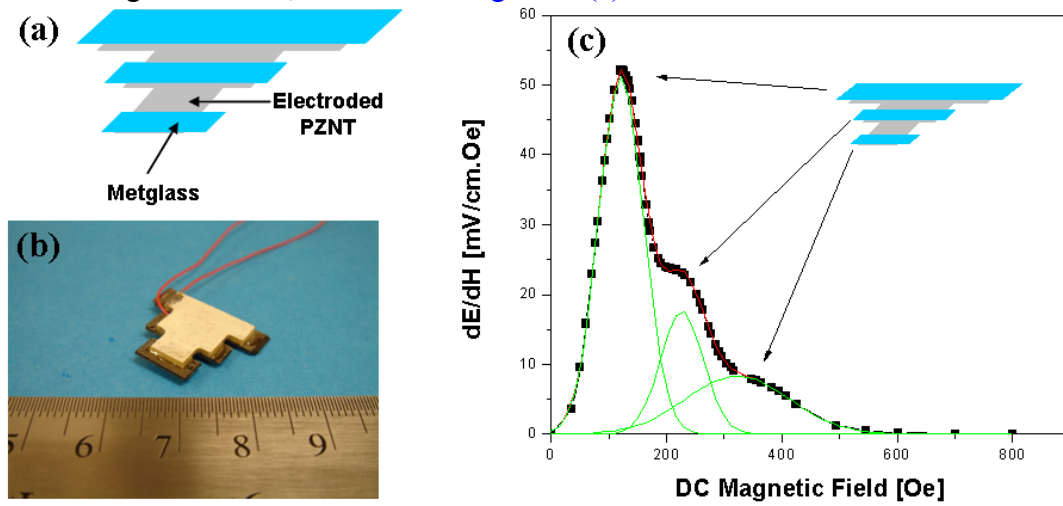 (a)
Electroded
PZNT
Metglass
(b)
5 6 7 8 9
(c)
dE/dH [mV/cm.Oe]
60
50
40
30
20
10
0
0 200 400 600 800
DC Magnetic Field [Oe]